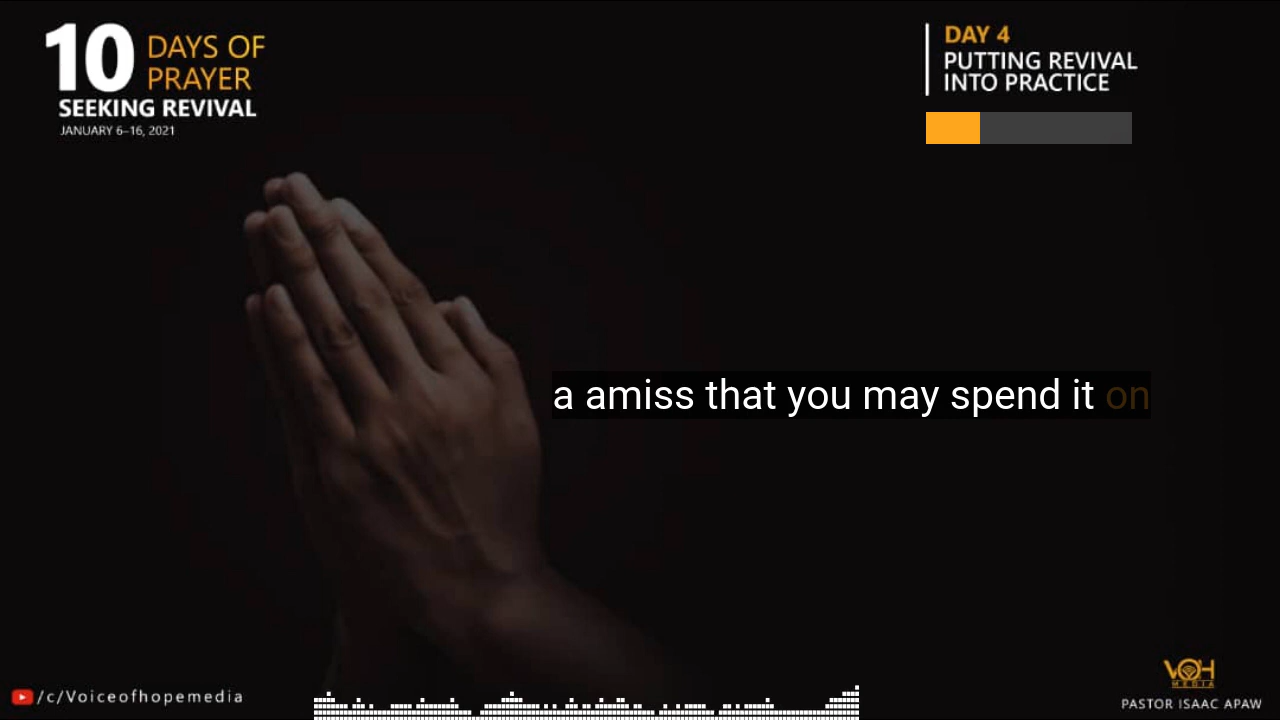 10 DAYS OF
PRAYER
SEEKING REVIVAL
JANUARY 6–16, 2021
DAY 4
PUTTING REVIVAL
INTO PRACTICE
a amiss that you may spend it on
/c/Voiceofhopemedia
VOH
MEDIA
PASTOR ISAAC APAW